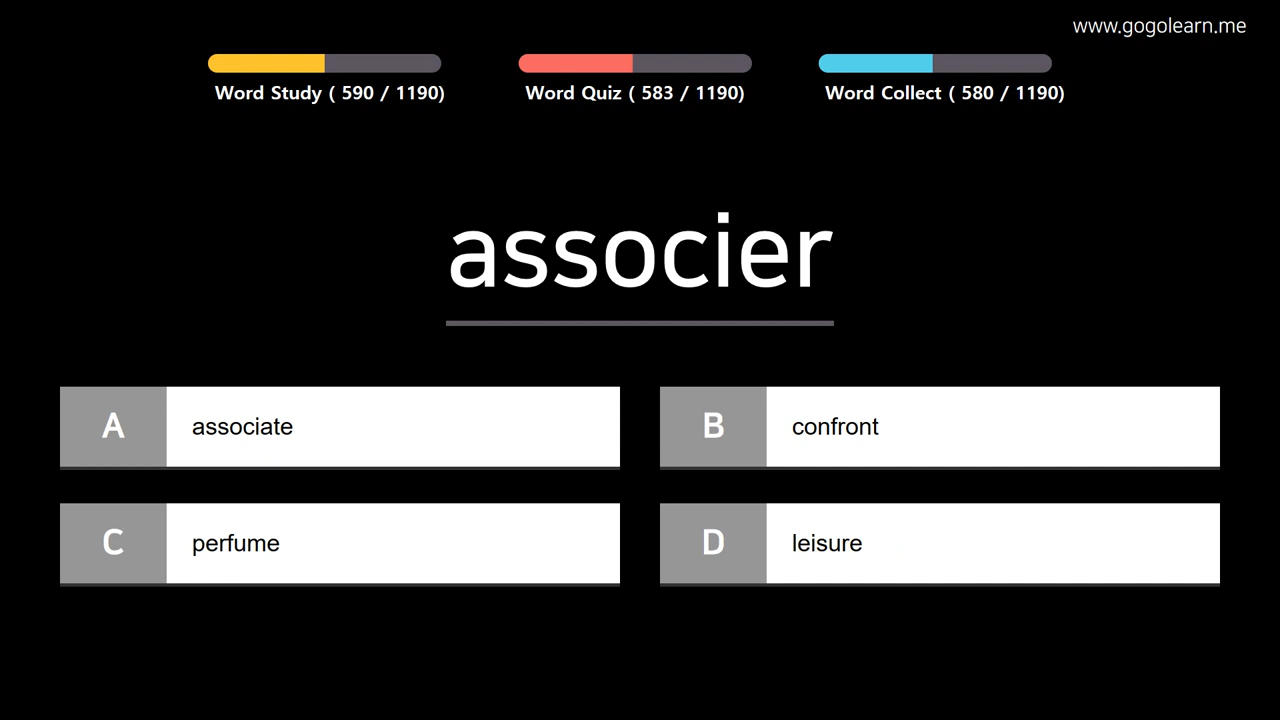 www.gogolearn.me
Word Study ( 590 / 1190)
Word Quiz ( 583 / 1190)
Word Collect ( 580 / 1190)
associer
A associate
B confront
C perfume
D leisure